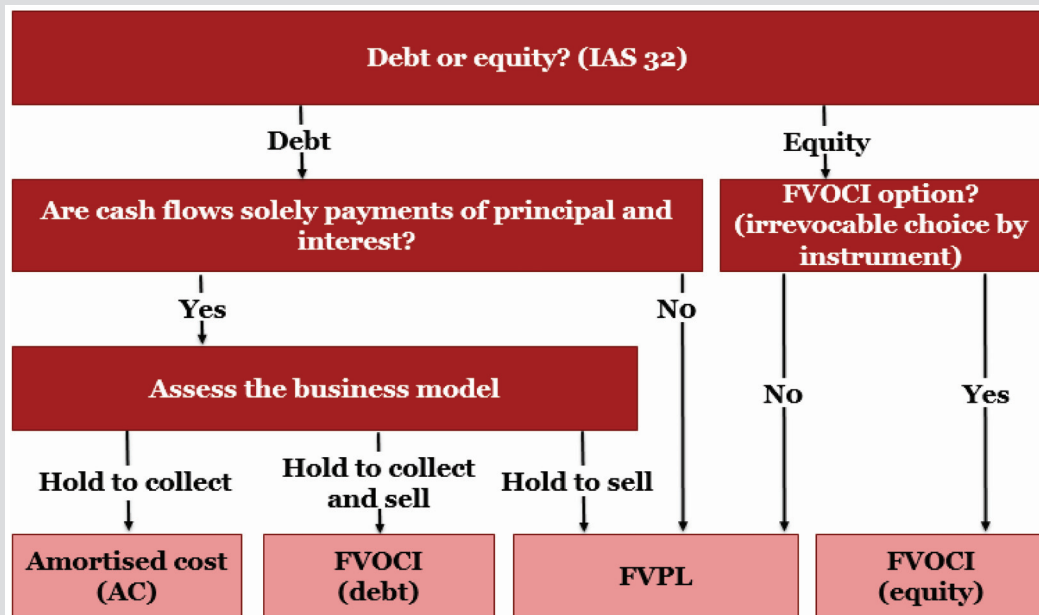 Debt or equity? (IAS 32)
Debt
Equity
Are cash flows solely payments of principal and
interest?
FVOCI option?
(irrevocable choice by
instrument)
Yes
No
No
Yes
Assess the business model
Hold to collect
Hold to collect
and sell
Hold to sell
Amortised cost
(AC)
FVOCI
(debt)
FVPL
FVOCI
(equity)